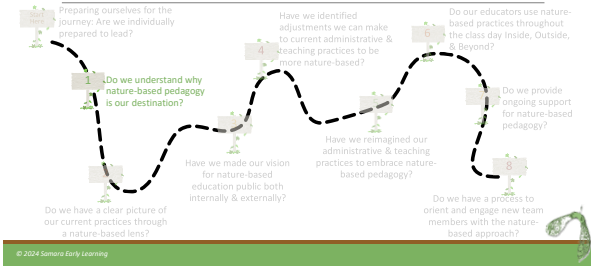 Start Here
Preparing ourselves for the
journey: Are we individually
prepared to lead?
1
Do we understand why
nature-based pedagogy
is our destination?
Do we have a clear picture of
our current practices through
a nature-based lens?
Have we made our vision
for nature-based
education public both
internally & externally?
4
Have we identified
adjustments we can make
to current administrative &
teaching practices to be
more nature-based?
Have we reimagined our
administrative & teaching
practices to embrace nature-
based pedagogy?
6
Do our educators use nature-
based practices throughout
the class day Inside, Outside,
& Beyond?
Do we provide
ongoing support
for nature-based
pedagogy?
8
Do we have a process to
orient and engage new team
members with the nature-
based approach?
© 2024 Samara Early Learning